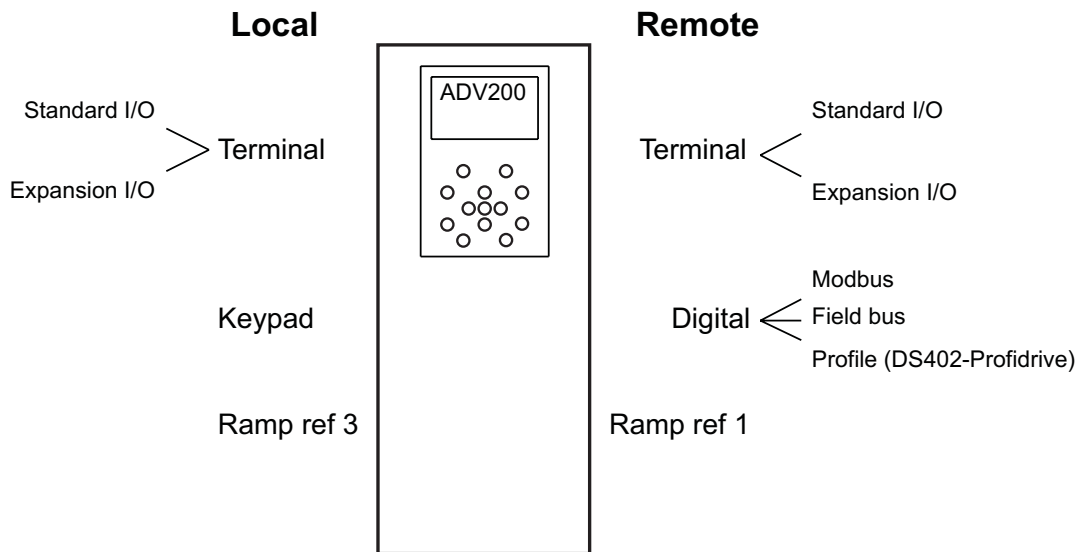 Local
Remote
ADV200
Standard I/O
Terminal
Expansion I/O
Keypad
Ramp ref 3
Standard I/O
Terminal
Expansion I/O
Modbus
Digital
Field bus
Profile (DS402-Profidrive)
Ramp ref 1